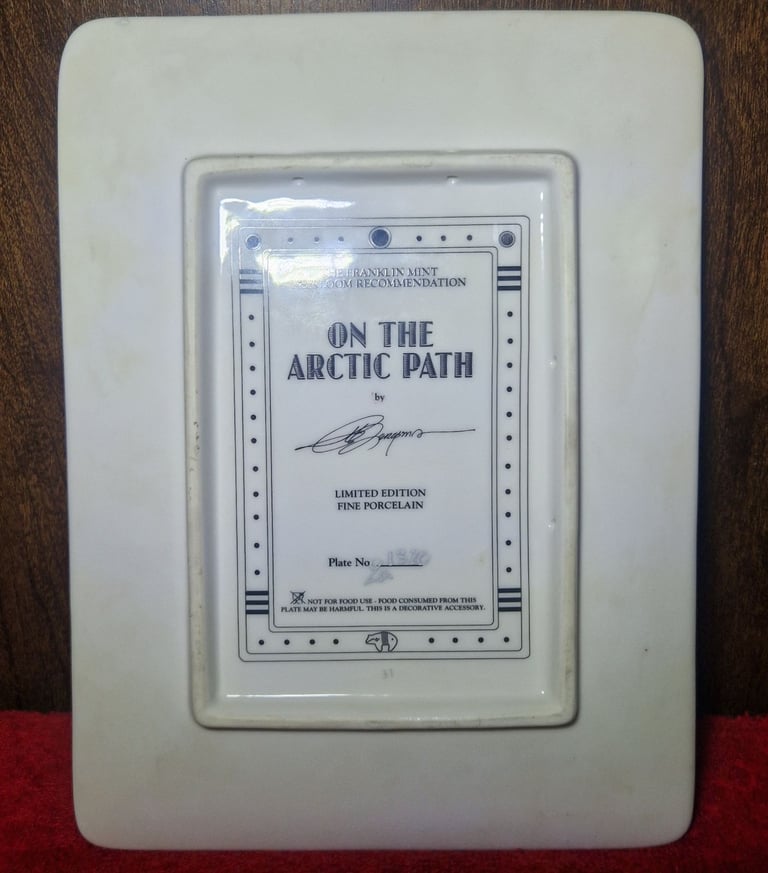 FRANKLIN MINT
RECOMMENDATION
ON THE
ARCTIC PATH
by
LIMITED EDITION
FINE PORCELAIN
Plate No
NOT FOR FOOD USE - FOOD CONSUMED FROM THIS
PLATE MAY BE HARMFUL. THIS IS A DECORATIVE ACCESSORY.